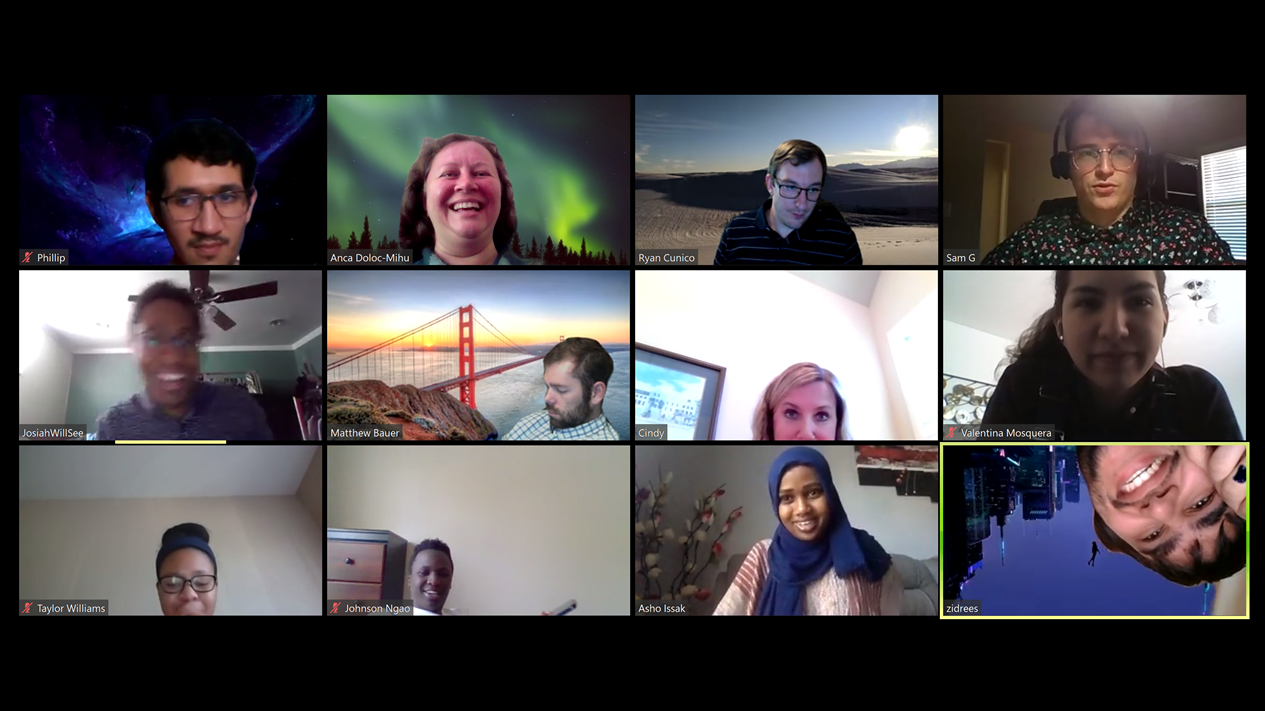 Phillip
Anca Doloc-Mihu
Ryan Cunico
Sam G
JosiahWillSee
Matthew Bauer
Cindy
Valentina Mosquera
Taylor Williams
Johnson Ngao
Asho Issak
zidrees